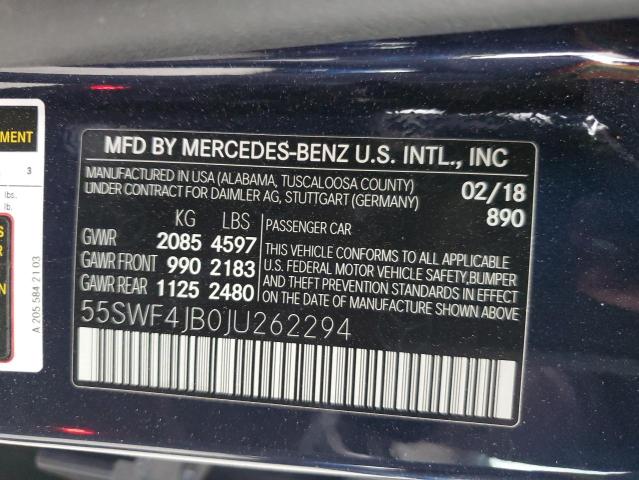 MFD BY MERCEDES-BENZ U.S. INTL., INC
MANUFACTURED IN USA (ALABAMA, TUSCALOOSA COUNTY)
UNDER CONTRACT FOR DAIMLER AG, STUTTGART (GERMANY)
02/18
890
KG LBS
GVWR 2085 4597
GAWR FRONT 990 2183
GAWR REAR 1125 2480
PASSENGER CAR
THIS VEHICLE CONFORMS TO ALL APPLICABLE
U.S. FEDERAL MOTOR VEHICLE SAFETY,BUMPER
AND THEFT PREVENTION STANDARDS IN EFFECT
ON THE DATE OF MANUFACTURE SHOWN ABOVE.
55SWF4JB0JU262294
MENT
3
lbs.
lb.
A 205 584 21 03